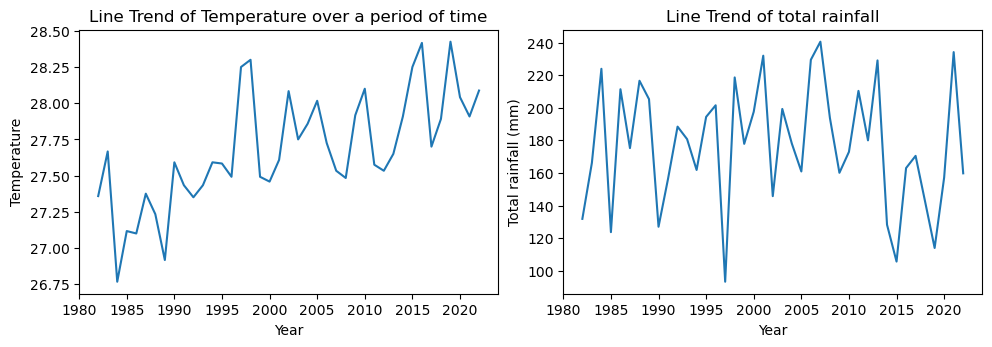 Line Trend of Temperature over a period of time
28.50
28.25
28.00
27.75
27.50
27.25
27.00
26.75
Temperature
1980 1985 1990 1995 2000 2005 2010 2015 2020
Year
Line Trend of total rainfall
240
220
200
180
160
140
120
100
Total rainfall (mm)
1980 1985 1990 1995 2000 2005 2010 2015 2020
Year